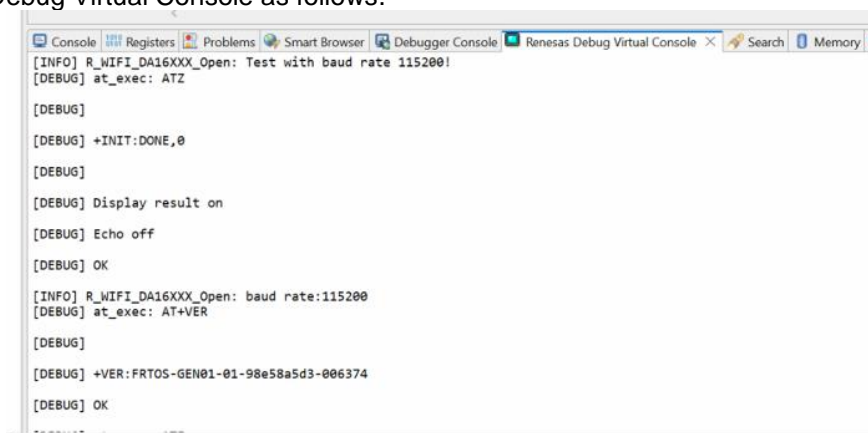 Debug Virtual Console as follows:
Console Registers Problems Smart Browser Debugger Console Renesas Debug Virtual Console Search Memory
[INFO] R_WIFI_DA16XXX_Open: Test with baud rate 115200!
[DEBUG] at_exec: ATZ
[DEBUG]
[DEBUG] +INIT:DONE,0
[DEBUG]
[DEBUG] Display result on
[DEBUG] Echo off
[DEBUG] OK
[INFO] R_WIFI_DA16XXX_Open: baud rate:115200
[DEBUG] at_exec: AT+VER
[DEBUG]
[DEBUG] +VER:FRTOS-GEN01-01-98e58a5d3-006374
[DEBUG] OK